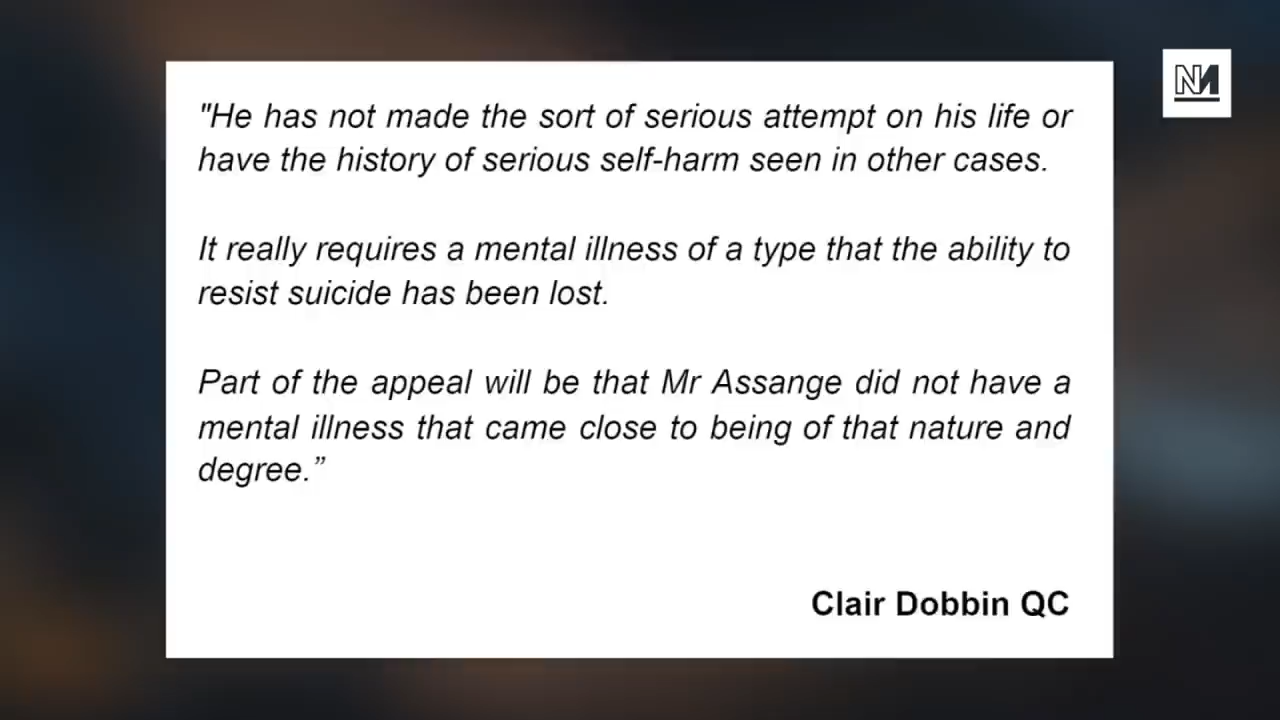 "He has not made the sort of serious attempt on his life or
have the history of serious self-harm seen in other cases.
It really requires a mental illness of a type that the ability to
resist suicide has been lost.
Part of the appeal will be that Mr Assange did not have a
mental illness that came close to being of that nature and
degree.”
Clair Dobbin QC